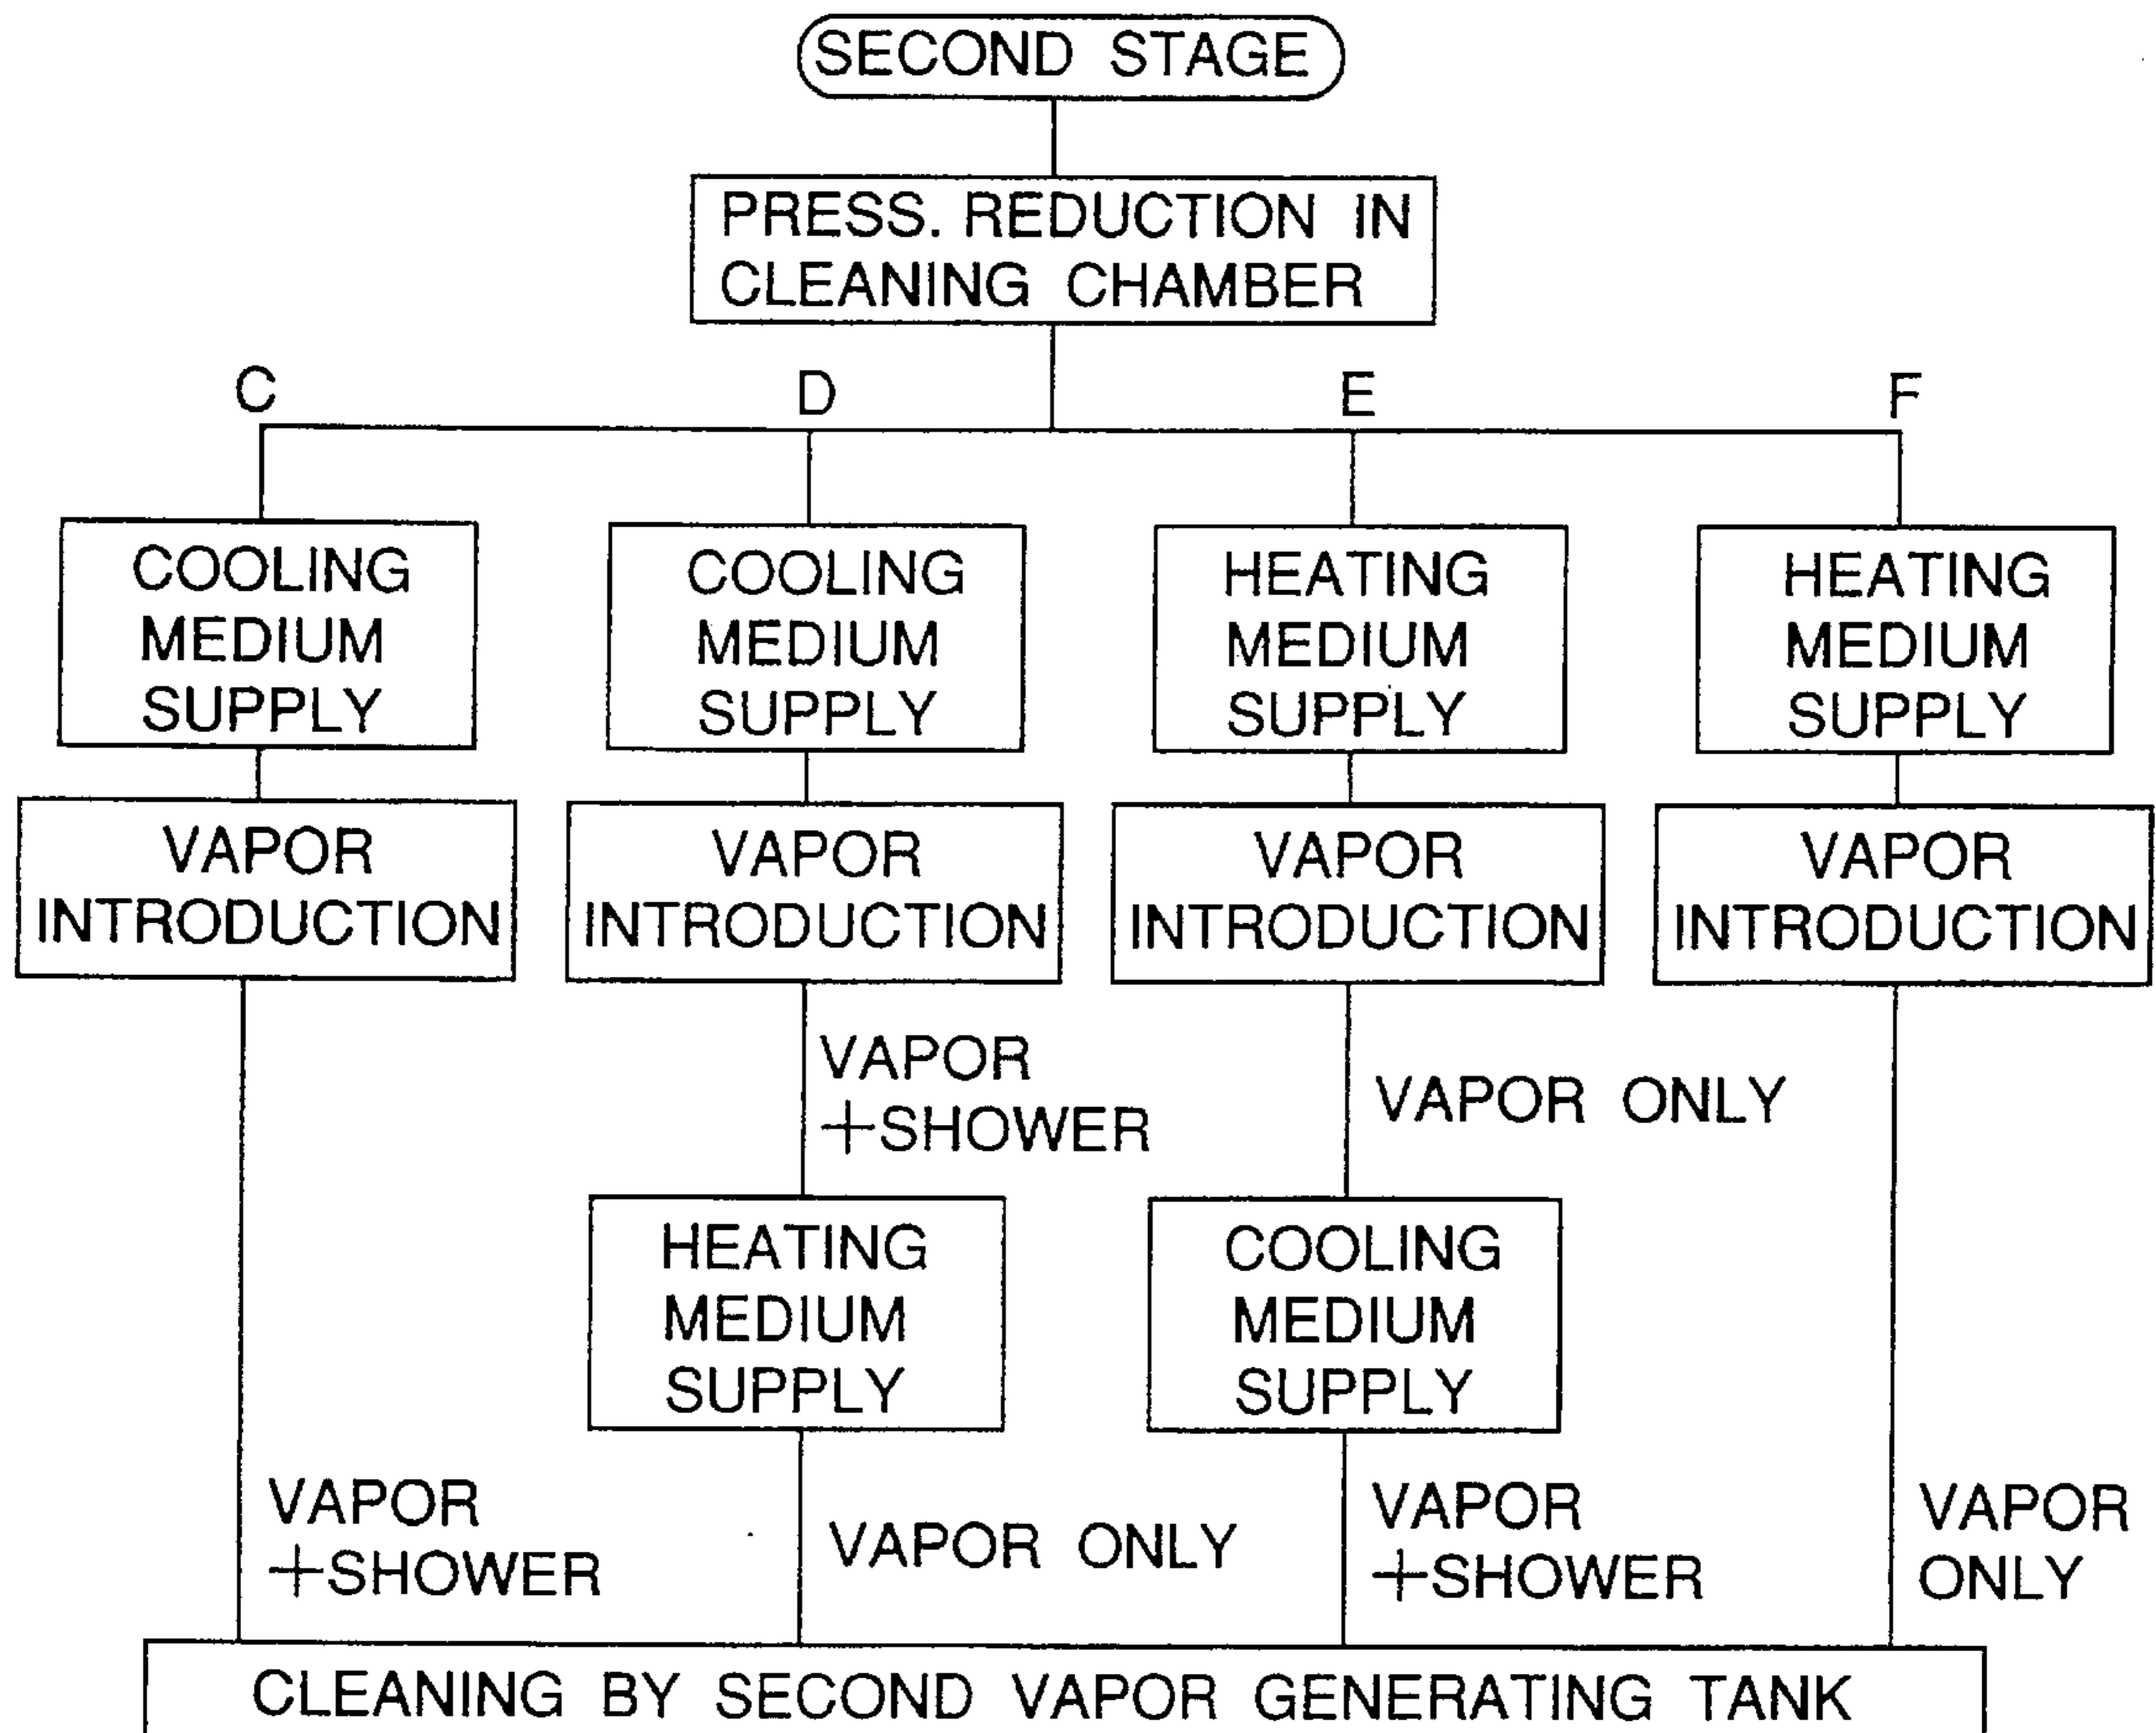 SECOND STAGE
PRESS. REDUCTION IN
CLEANING CHAMBER
C
D
E
F
COOLING
MEDIUM
SUPPLY
COOLING
MEDIUM
SUPPLY
HEATING
MEDIUM
SUPPLY
HEATING
MEDIUM
SUPPLY
VAPOR
INTRODUCTION
VAPOR
INTRODUCTION
VAPOR
INTRODUCTION
VAPOR
INTRODUCTION
VAPOR
+SHOWER
VAPOR ONLY
HEATING
MEDIUM
SUPPLY
COOLING
MEDIUM
SUPPLY
VAPOR
+SHOWER
VAPOR ONLY
VAPOR
+SHOWER
VAPOR
ONLY
CLEANING BY SECOND VAPOR GENERATING TANK